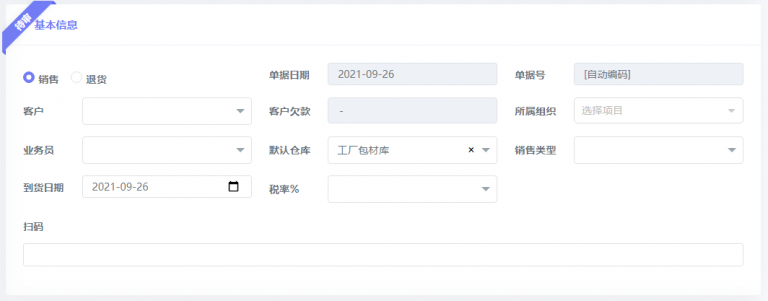 待审
基本信息
销售 退货 单据日期 2021-09-26 单据号 [自动编码]
客户 客户欠款 - 所属组织 选择项目
业务员 默认仓库 工厂包材库 × 销售类型
到货日期 2021-09-26 税率%
扫码